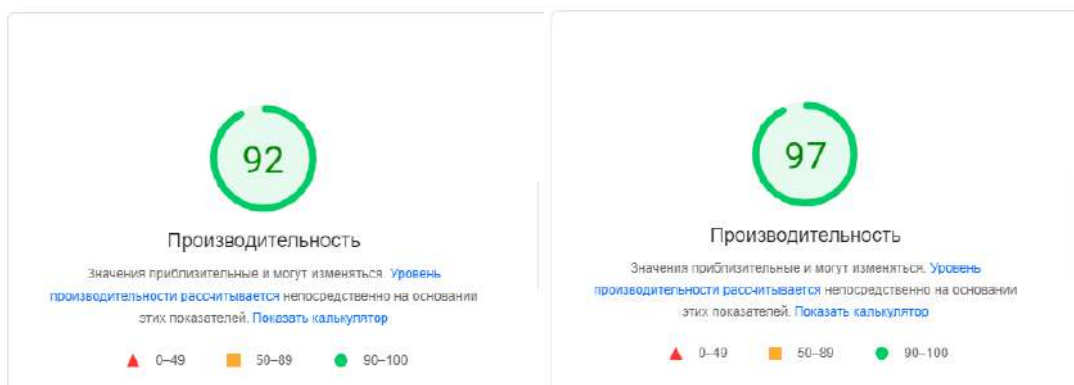 92
Производительность
Значения приблизительные и могут изменяться. Уровень
производительности рассчитывается непосредственно на основании
этих показателей. Показать калькулятор
0–49 50–89 90–100
97
Производительность
Значения приблизительные и могут изменяться. Уровень
производительности рассчитывается непосредственно на основании
этих показателей. Показать калькулятор
0–49 50–89 90–100